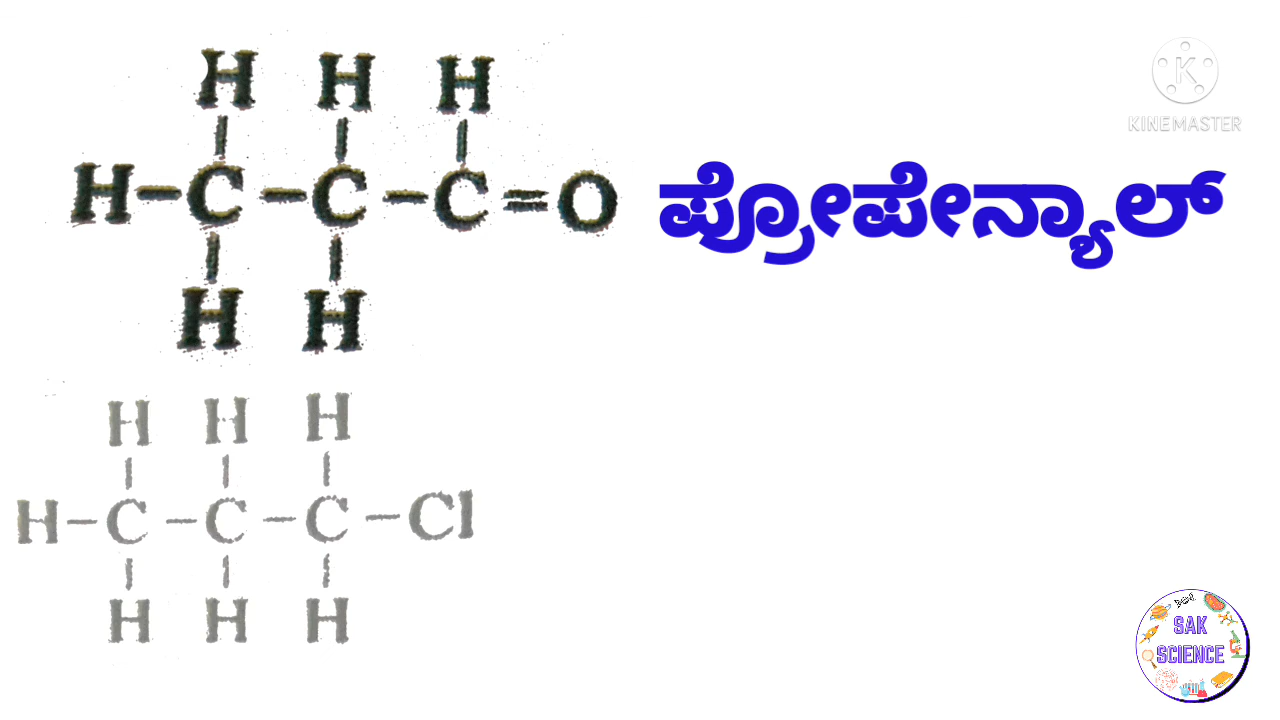 H H H
H - C - C - C = O
H H
ಪ್ರೋಪೇನ್ಯಾಲ್
H H H
H - C - C - C - Cl
H H H
K
KINEMASTER
SAK
SCIENCE